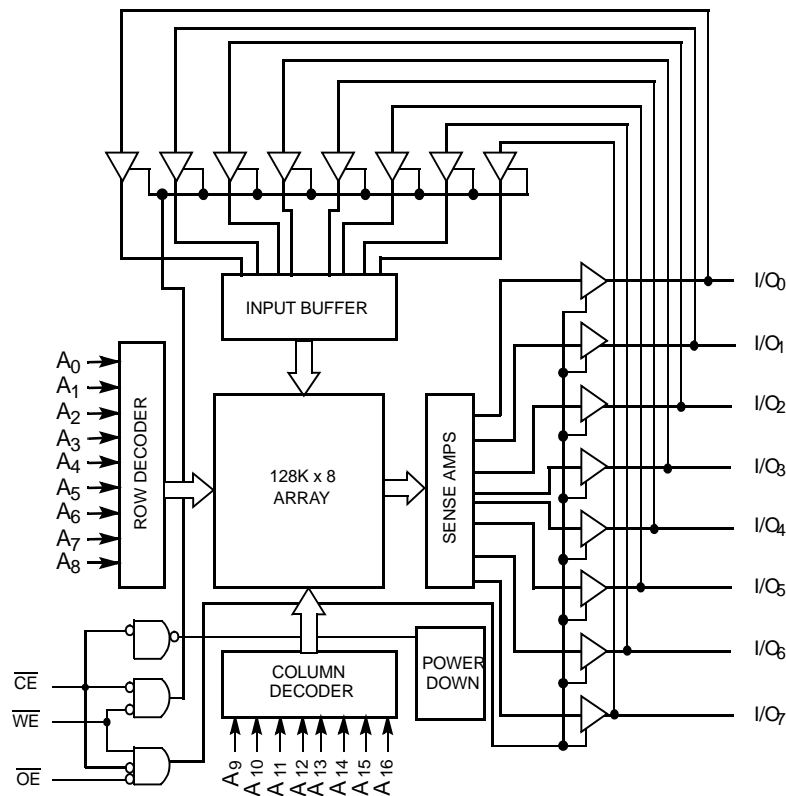 INPUT BUFFER
I/O0
I/O1
I/O2
I/O3
I/O4
I/O5
I/O6
I/O7
A0
A1
A2
A3
A4
A5
A6
A7
A8
ROW DECODER
128K x 8
ARRAY
SENSE AMPS
COLUMN
DECODER
POWER
DOWN
CE
WE
OE
A9
A10
A11
A12
A13
A14
A15
A16